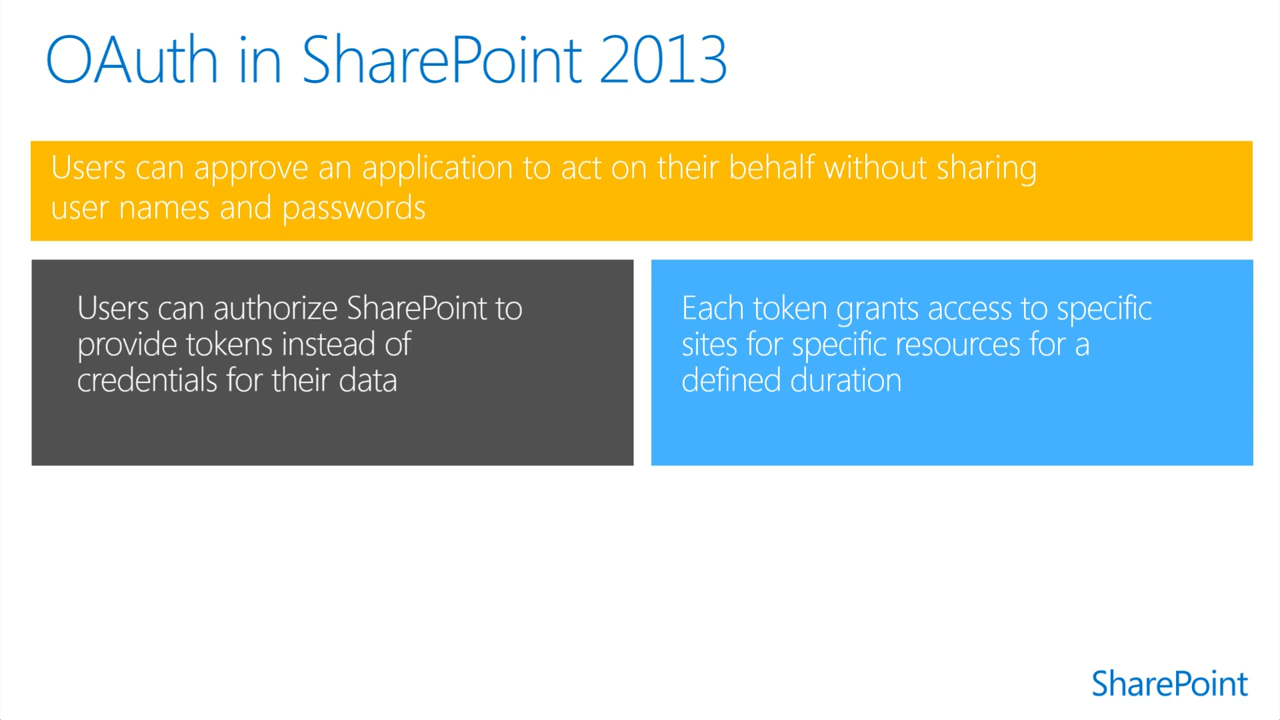 OAuth in SharePoint 2013
Users can approve an application to act on their behalf without sharing
user names and passwords
Users can authorize SharePoint to
provide tokens instead of
credentials for their data
Each token grants access to specific
sites for specific resources for a
defined duration
SharePoint